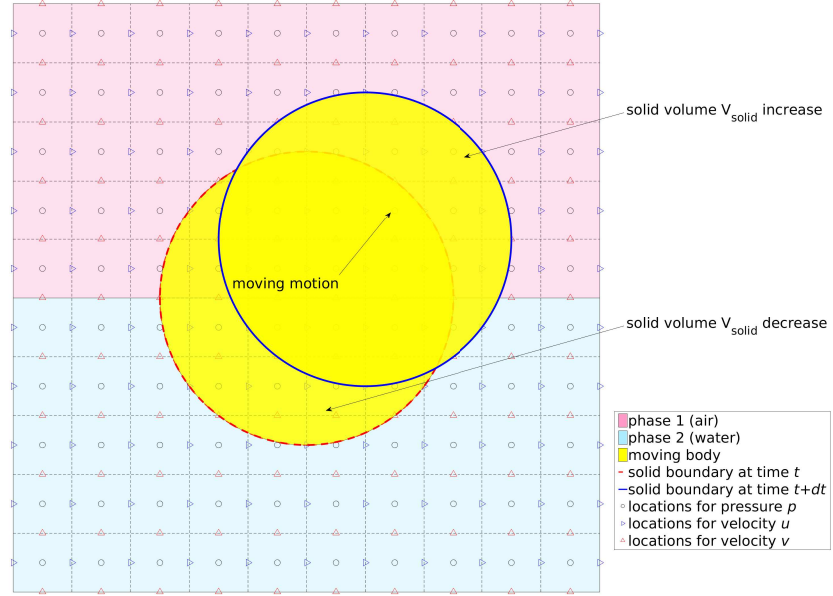 solid volume V_solid increase
moving motion
solid volume V_solid decrease
phase 1 (air)
phase 2 (water)
moving body
solid boundary at time t
solid boundary at time t+dt
locations for pressure p
locations for velocity u
locations for velocity v